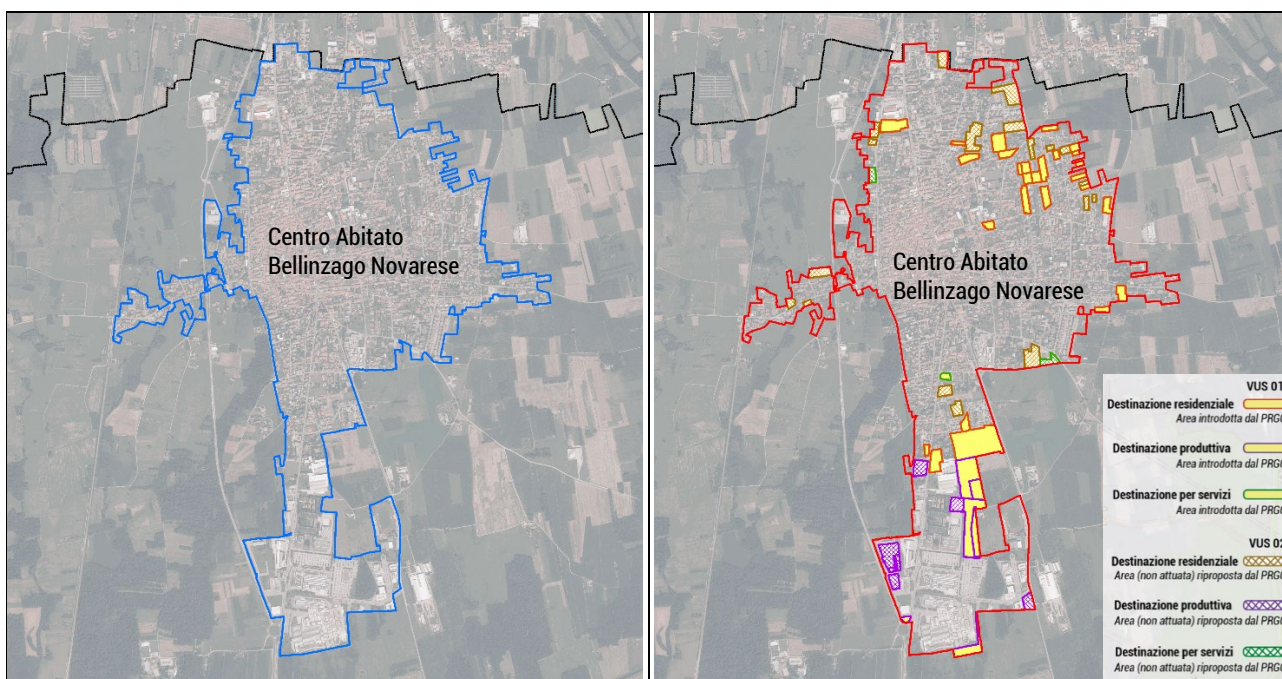 Centro Abitato
Bellinzago Novarese
Centro Abitato
Bellinzago Novarese
VUS 01
Destinazione residenziale
Area introdotta dal PRGC
Destinazione produttiva
Area introdotta dal PRGC
Destinazione per servizi
Area introdotta dal PRGC
VUS 02
Destinazione residenziale
Area (non attuata) riproposta dal PRGC
Destinazione produttiva
Area (non attuata) riproposta dal PRGC
Destinazione per servizi
Area (non attuata) riproposta dal PRGC